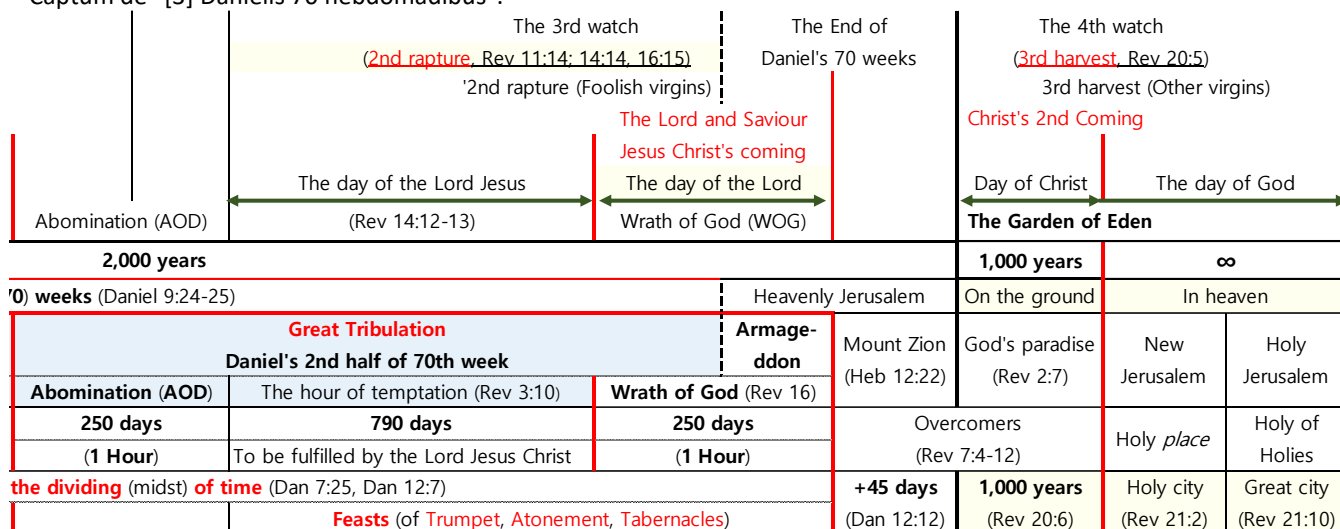 Captum de "[3] Danielis 70 hebdomadibus".
The 3rd watch
The End of
The 4th watch
(2nd rapture, Rev 11:14; 14:14, 16:15)
Daniel's 70 weeks
(3rd harvest, Rev 20:5)
'2nd rapture (Foolish virgins)
3rd harvest (Other virgins)
The Lord and Saviour
Christ's 2nd Coming
Jesus Christ's coming
The day of the Lord Jesus
The day of the Lord
Day of Christ
The day of God
Abomination (AOD)
(Rev 14:12-13)
Wrath of God (WOG)
The Garden of Eden
2,000 years
1,000 years
∞
70) weeks (Daniel 9:24-25)
Heavenly Jerusalem
On the ground
In heaven
Great Tribulation
Daniel's 2nd half of 70th week
Armage-
ddon
Mount Zion
(Heb 12:22)
God's paradise
(Rev 2:7)
New
Jerusalem
Holy
Jerusalem
Abomination (AOD)
The hour of temptation (Rev 3:10)
Wrath of God (Rev 16)
250 days
790 days
250 days
Overcomers
(Rev 7:4-12)
Holy place
Holy of
Holies
(1 Hour)
To be fulfilled by the Lord Jesus Christ
(1 Hour)
the dividing (midst) of time (Dan 7:25, Dan 12:7)
+45 days
(Dan 12:12)
1,000 years
(Rev 20:6)
Holy city
(Rev 21:2)
Great city
(Rev 21:10)
Feasts (of Trumpet, Atonement, Tabernacles)